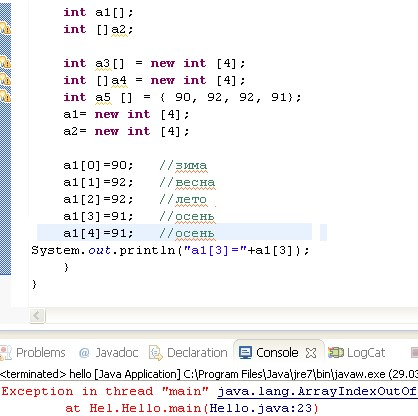 int a1[];
int []a2;
int a3[] = new int [4];
int []a4 = new int [4];
int a5 [] = { 90, 92, 92, 91};
a1= new int [4];
a2= new int [4];
a1[0]=90;   //зима
a1[1]=92;   //весна
a1[2]=92;   //лето
a1[3]=91;   //осень
a1[4]=91;   //осень
System.out.println("a1[3]="+a1[3]);
}
}
Problems @ Javadoc Declaration Console LogCat
<terminated> hello [Java Application] C:\Program Files\Java\jre7\bin\javaw.exe (29.03
Exception in thread "main" java.lang.ArrayIndexOutOf
at Hel.Hello.main(Hello.java:23)